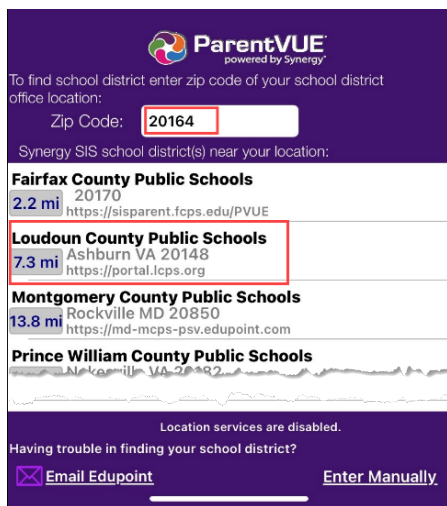 ParentVUE
powered by Synergy
To find school district enter zip code of your school district
office location:
Zip Code: 20164
Synergy SIS school district(s) near your location:
Fairfax County Public Schools
2.2 mi 20170
https://sisparent.fcps.edu/PVUE
Loudoun County Public Schools
7.3 mi Ashburn VA 20148
https://portal.lcps.org
Montgomery County Public Schools
13.8 mi Rockville MD 20850
https://md-mcps-psv.edupoint.com
Prince William County Public Schools
Location services are disabled.
Having trouble in finding your school district?
Email Edupoint
Enter Manually